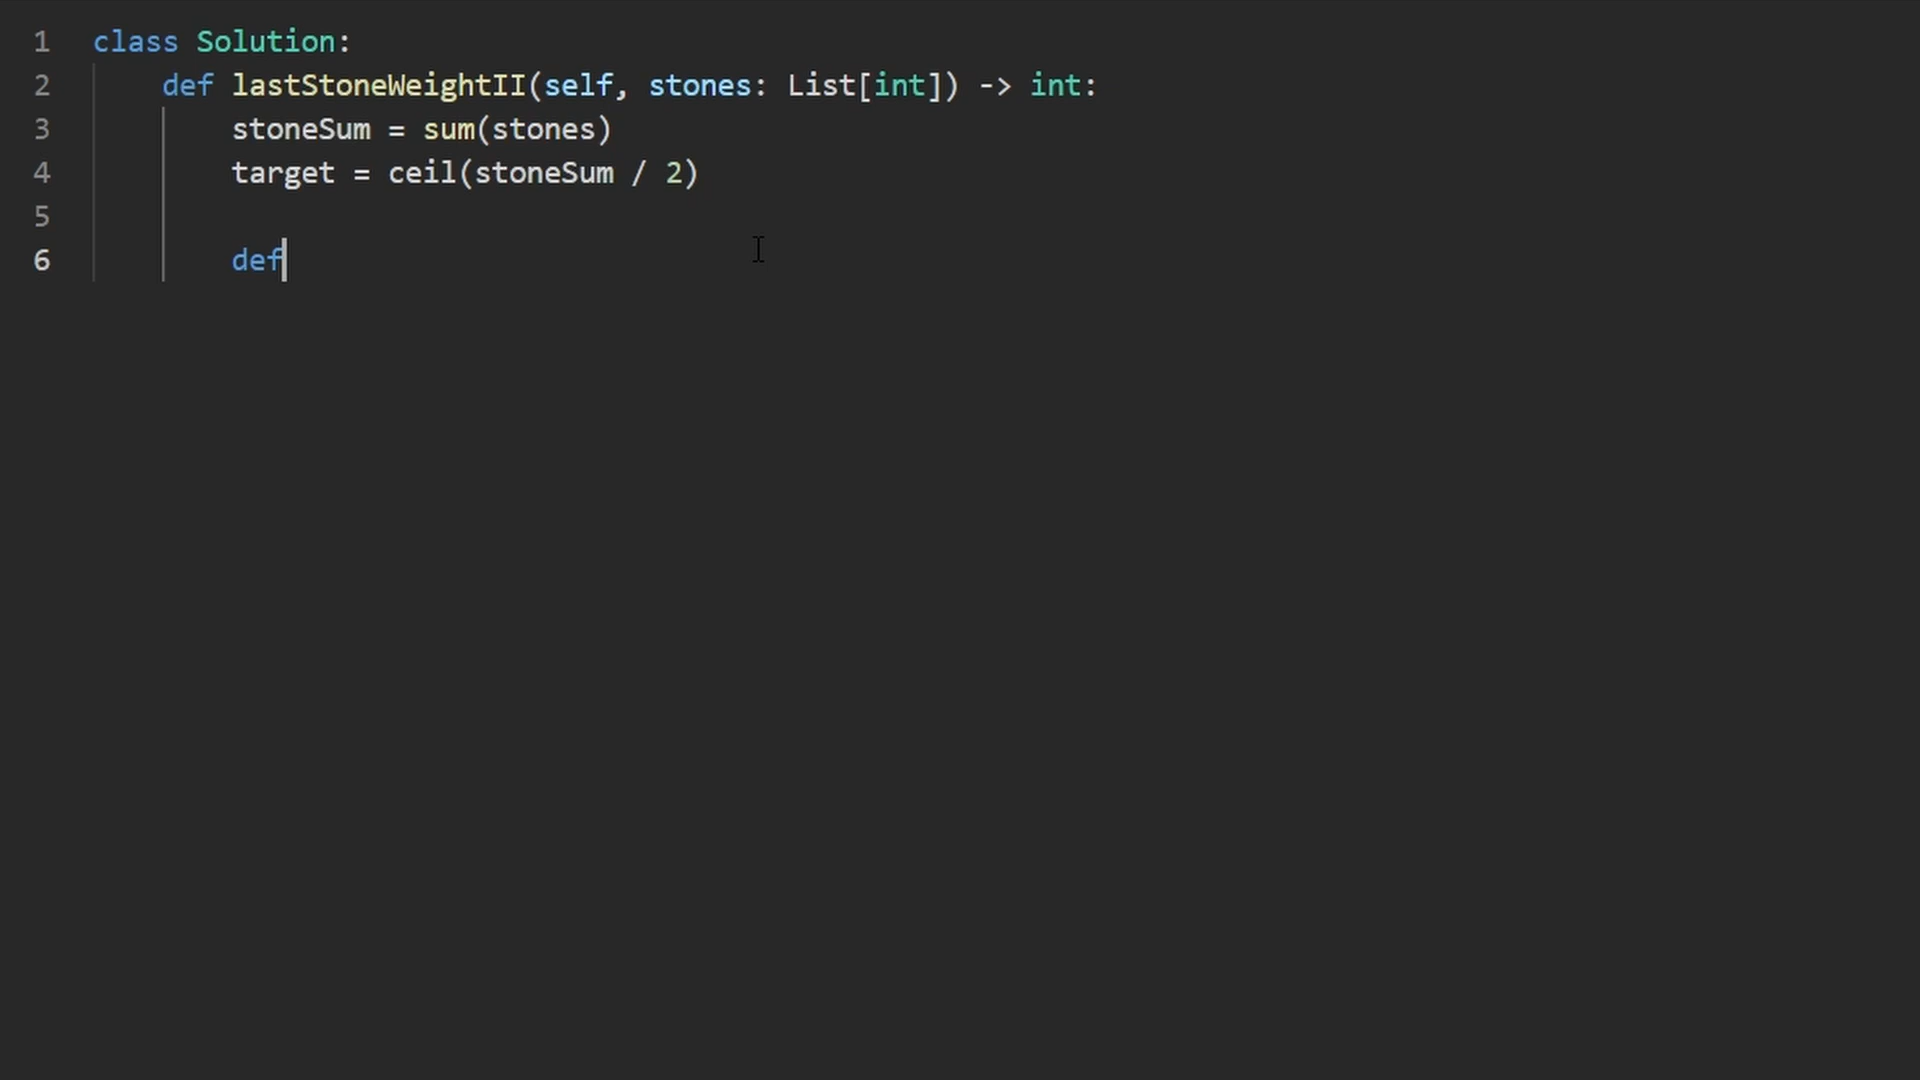 1 class Solution:
2 def lastStoneWeightII(self, stones: List[int]) -> int:
3 stoneSum = sum(stones)
4 target = ceil(stoneSum / 2)
5
6 def